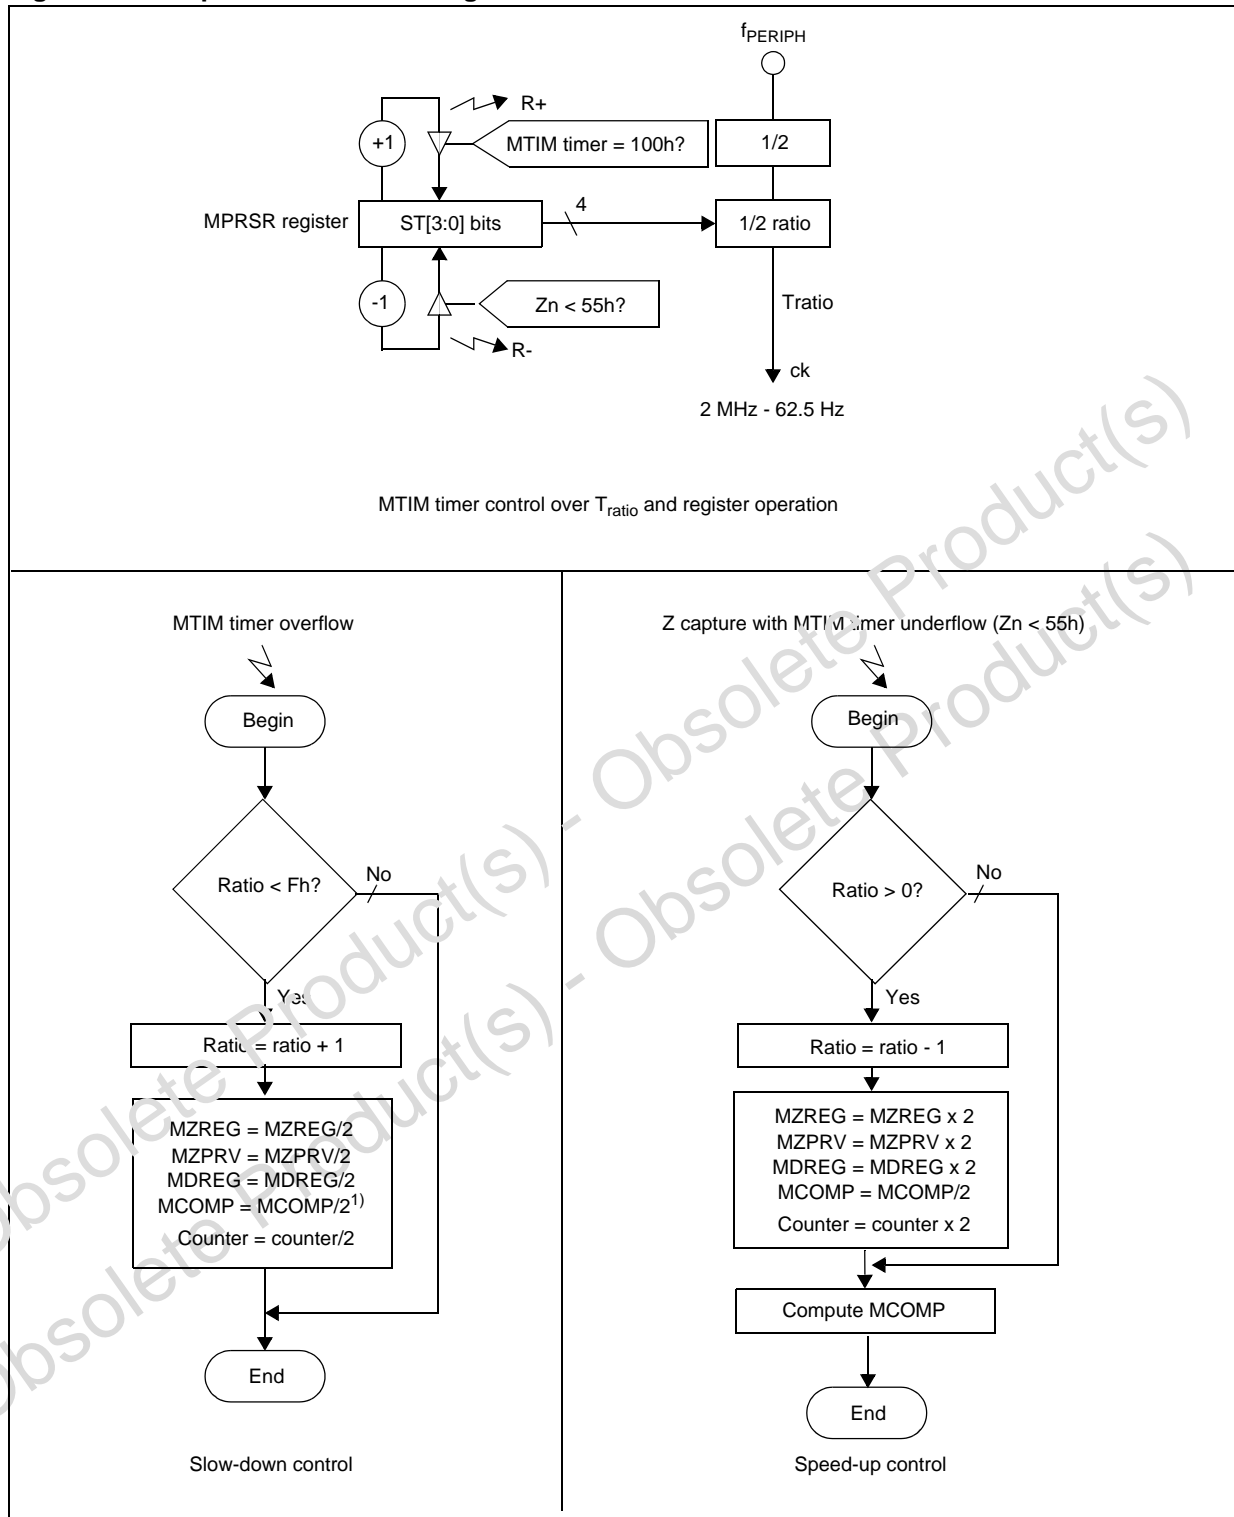 fPERIPH
R+
+1
MTIM timer = 100h?
1/2
MPRSR register
ST[3:0] bits
4
1/2 ratio
-1
Zn < 55h?
Tratio
R-
ck
2 MHz - 62.5 Hz
MTIM timer control over Tratio and register operation
MTIM timer overflow
Begin
Ratio < Fh?
No
Yes
Ratio = ratio + 1
MZREG = MZREG/2
MZPRV = MZPRV/2
MDREG = MDREG/2
MCOMP = MCOMP/2¹⁾
Counter = counter/2
End
Slow-down control
Z capture with MTIM timer underflow (Zn < 55h)
Begin
Ratio > 0?
No
Yes
Ratio = ratio - 1
MZREG = MZREG x 2
MZPRV = MZPRV x 2
MDREG = MDREG x 2
MCOMP = MCOMP/2
Counter = counter x 2
Compute MCOMP
End
Speed-up control
Obsolete Product(s) - Obsolete Product(s)
Obsolete Product(s) - Obsolete Product(s)